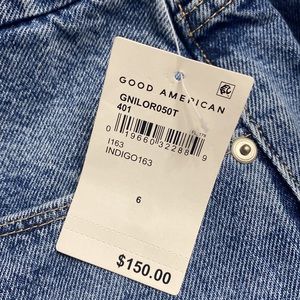 GOOD AMERICAN
GNILOR050T
401
0 19660 32288 9
I163
INDIGO163
6
$150.00